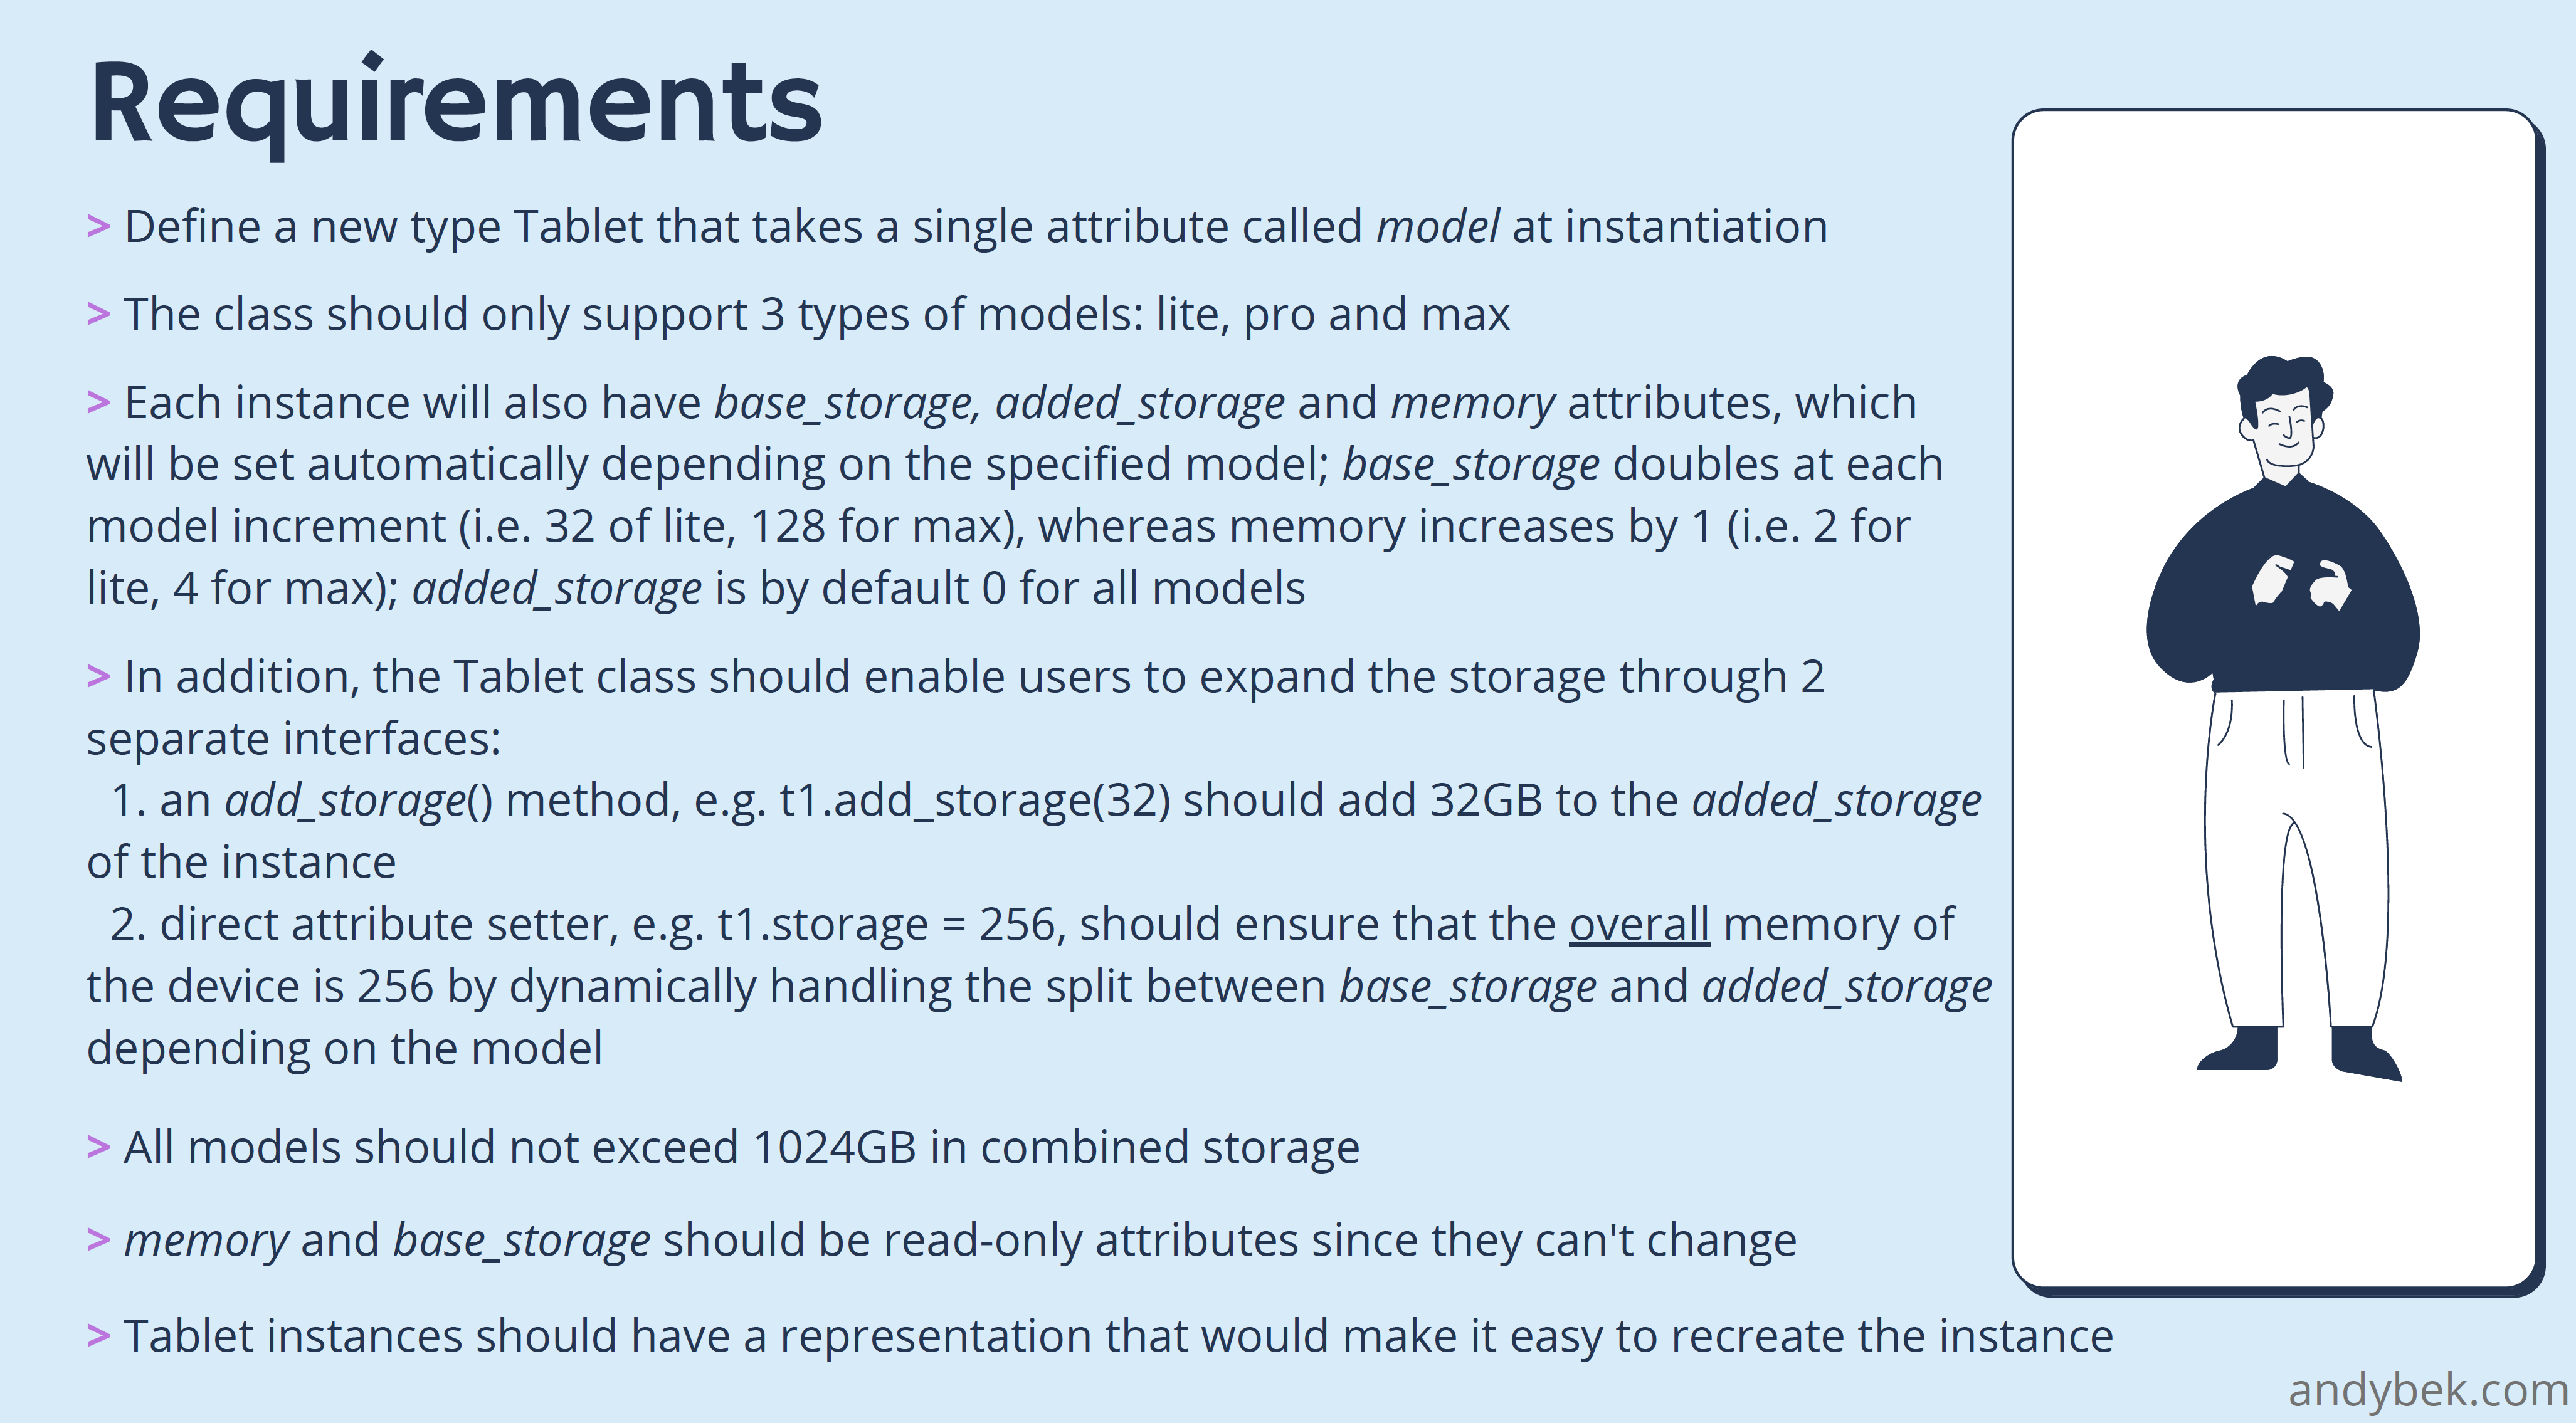 Requirements
> Define a new type Tablet that takes a single attribute called model at instantiation
> The class should only support 3 types of models: lite, pro and max
> Each instance will also have base_storage, added_storage and memory attributes, which
will be set automatically depending on the specified model; base_storage doubles at each
model increment (i.e. 32 of lite, 128 for max), whereas memory increases by 1 (i.e. 2 for
lite, 4 for max); added_storage is by default 0 for all models
> In addition, the Tablet class should enable users to expand the storage through 2
separate interfaces:
1. an add_storage() method, e.g. t1.add_storage(32) should add 32GB to the added_storage
of the instance
2. direct attribute setter, e.g. t1.storage = 256, should ensure that the overall memory of
the device is 256 by dynamically handling the split between base_storage and added_storage
depending on the model
> All models should not exceed 1024GB in combined storage
> memory and base_storage should be read-only attributes since they can't change
> Tablet instances should have a representation that would make it easy to recreate the instance
andybek.com